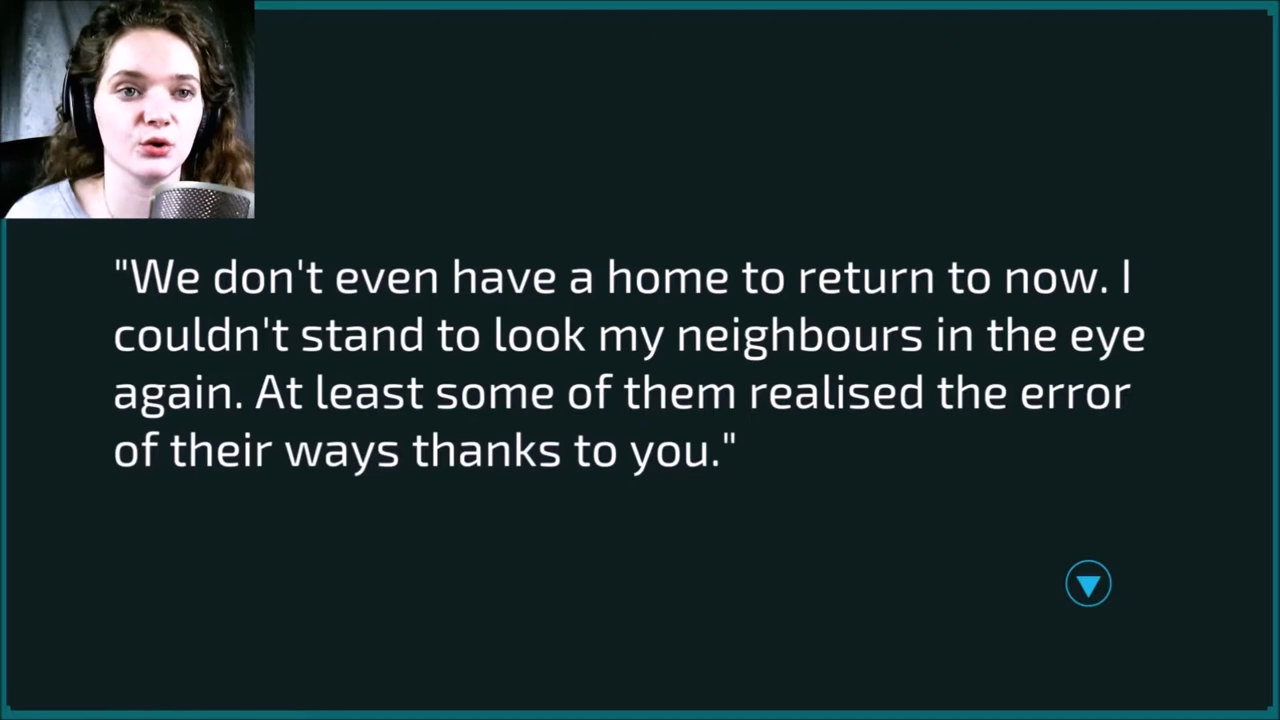 "We don't even have a home to return to now. I
couldn't stand to look my neighbours in the eye
again. At least some of them realised the error
of their ways thanks to you."